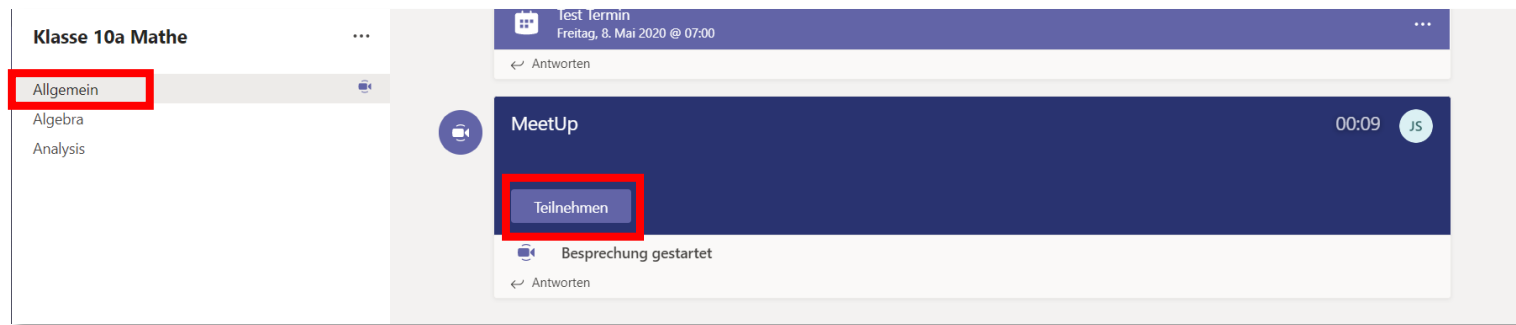 Klasse 10a Mathe
...
Allgemein
Algebra
Analysis
Test Termin
Freitag, 8. Mai 2020 @ 07:00
...
Antworten
MeetUp
00:09
JS
Teilnehmen
Besprechung gestartet
Antworten